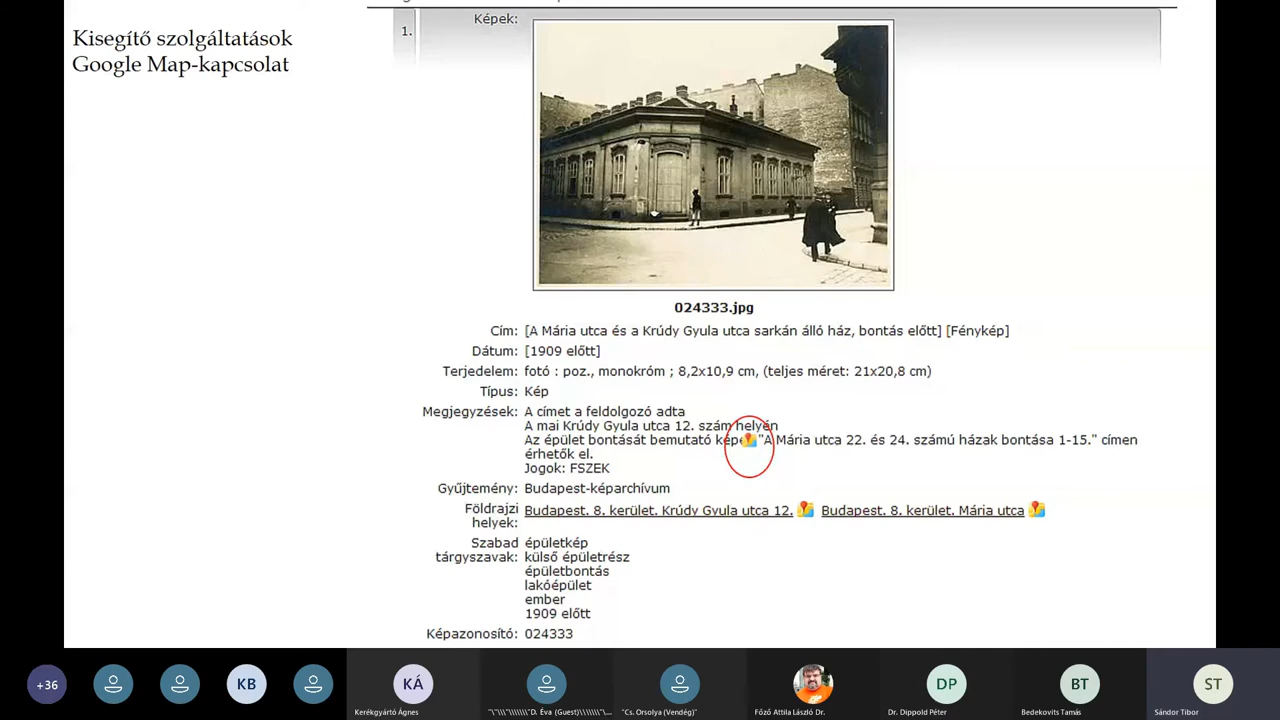 Kisegítő szolgáltatások
Google Map-kapcsolat
1.
Képek:
024333.jpg
Cím: [A Mária utca és a Krúdy Gyula utca sarkán álló ház, bontás előtt] [Fénykép]
Dátum: [1909 előtt]
Terjedelem: fotó : poz., monokróm ; 8,2x10,9 cm, (teljes méret: 21x20,8 cm)
Típus: Kép
Megjegyzések: A címet a feldolgozó adta
A mai Krúdy Gyula utca 12. szám helyén
Az épület bontását bemutató képe "A Mária utca 22. és 24. számú házak bontása 1-15." címen
érhetők el.
Jogok: FSZEK
Gyűjtemény: Budapest-képarchívum
Földrajzi helyek: Budapest. 8. kerület. Krúdy Gyula utca 12. Budapest. 8. kerület. Mária utca
Szabad tárgyszavak: épületkép
külső épületrész
épületbontás
lakóépület
ember
1909 előtt
Képazonosító: 024333
+36
KB
KÁ
DP
BT
ST
Kerékgyártó Ágnes
"\"\\\"\\\\\\\"D. Éva (Guest)\\\\\\\"\...
"Cs. Orsolya (Vendég)"
Főző Attila László Dr.
Dr. Dippold Péter
Bedekovits Tamás
Sándor Tibor